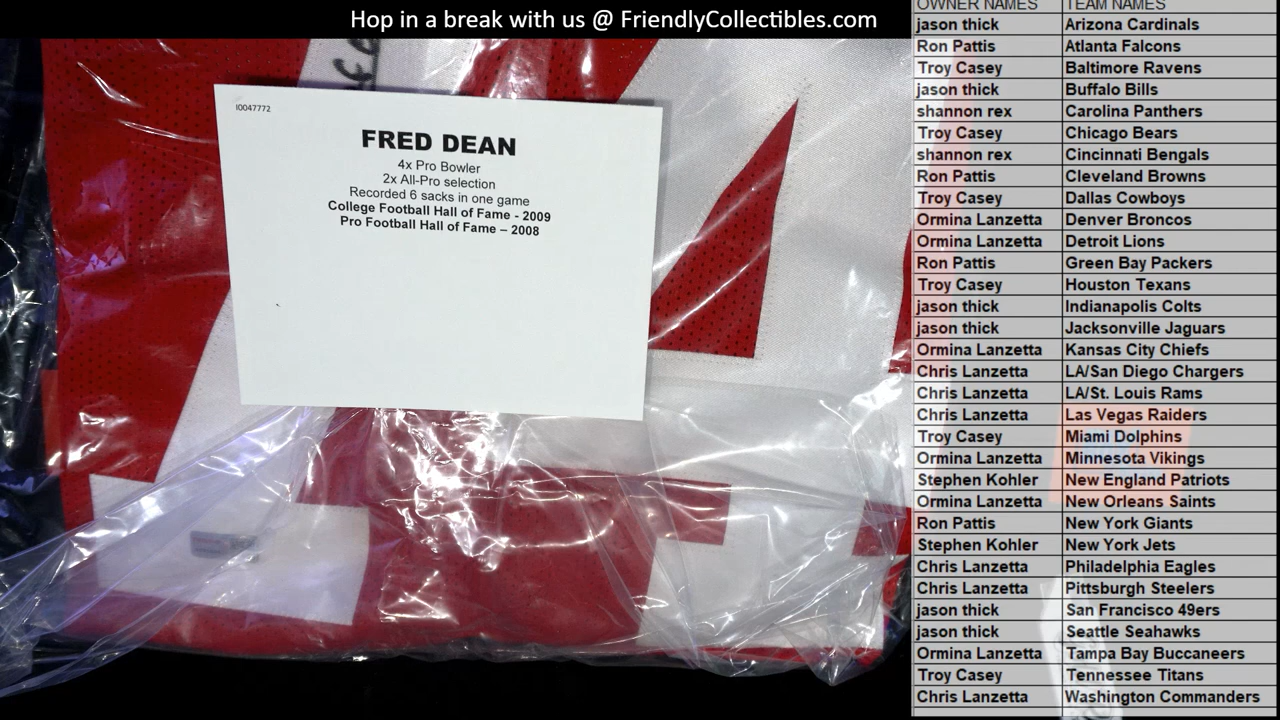 Hop in a break with us @ FriendlyCollectibles.com
I0047772
FRED DEAN
4x Pro Bowler
2x All-Pro selection
Recorded 6 sacks in one game
College Football Hall of Fame - 2009
Pro Football Hall of Fame – 2008
OWNER NAMES TEAM NAMES
jason thick Arizona Cardinals
Ron Pattis Atlanta Falcons
Troy Casey Baltimore Ravens
jason thick Buffalo Bills
shannon rex Carolina Panthers
Troy Casey Chicago Bears
shannon rex Cincinnati Bengals
Ron Pattis Cleveland Browns
Troy Casey Dallas Cowboys
Ormina Lanzetta Denver Broncos
Ormina Lanzetta Detroit Lions
Ron Pattis Green Bay Packers
Troy Casey Houston Texans
jason thick Indianapolis Colts
jason thick Jacksonville Jaguars
Ormina Lanzetta Kansas City Chiefs
Chris Lanzetta LA/San Diego Chargers
Chris Lanzetta LA/St. Louis Rams
Chris Lanzetta Las Vegas Raiders
Troy Casey Miami Dolphins
Ormina Lanzetta Minnesota Vikings
Stephen Kohler New England Patriots
Ormina Lanzetta New Orleans Saints
Ron Pattis New York Giants
Stephen Kohler New York Jets
Chris Lanzetta Philadelphia Eagles
Chris Lanzetta Pittsburgh Steelers
jason thick San Francisco 49ers
jason thick Seattle Seahawks
Ormina Lanzetta Tampa Bay Buccaneers
Troy Casey Tennessee Titans
Chris Lanzetta Washington Commanders